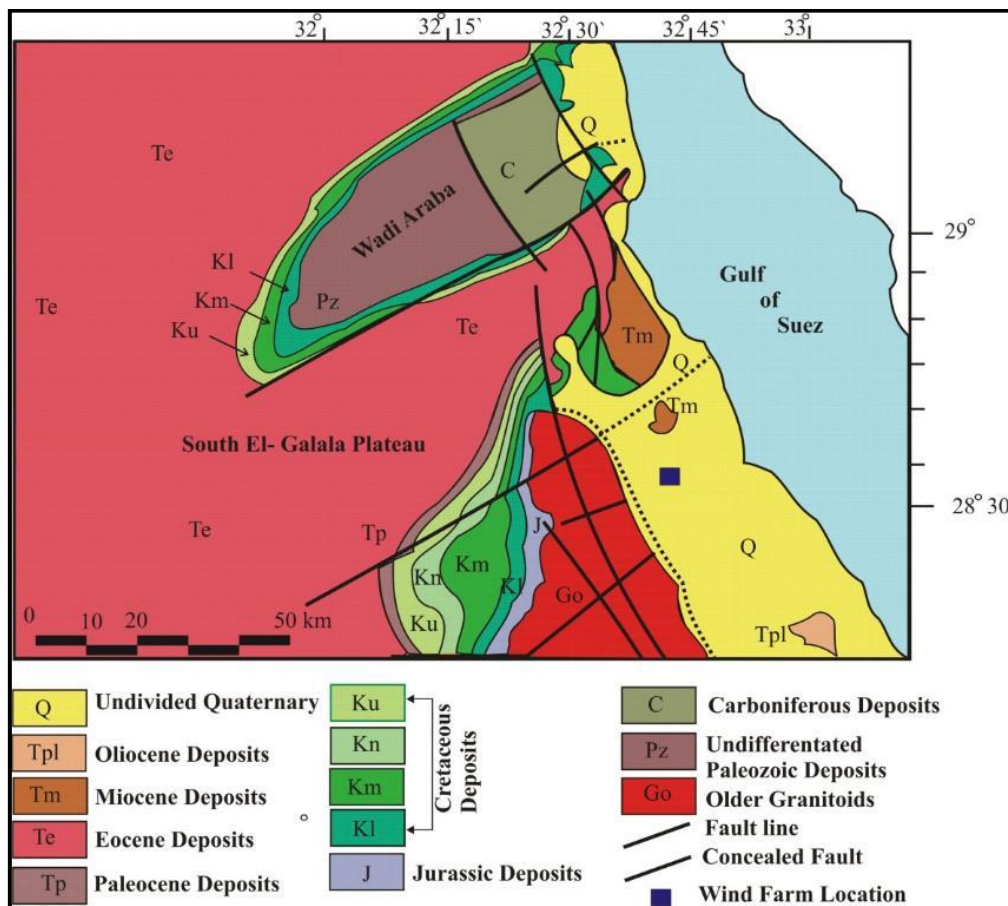 32° 32° 15` 32° 30` 32° 45` 33°
Te
Q
C
Wadi Araba
29°
Kl
Gulf
of
Suez
Te
Km
Pz
Te
Ku
Tm
Q
Tm
South El- Galala Plateau
28° 30
Te
Tp
J
Q
Km
Kn
Kl
Go
0 10 20 50 km
Ku
Tpl
Q Undivided Quaternary
Tpl Oliocene Deposits
Tm Miocene Deposits
Te Eocene Deposits
Tp Paleocene Deposits
Ku
Kn
Km
Kl
Cretaceous
Deposits
J Jurassic Deposits
C Carboniferous Deposits
Pz Undifferentated
Paleozoic Deposits
Go Older Granitoids
Fault line
Concealed Fault
Wind Farm Location